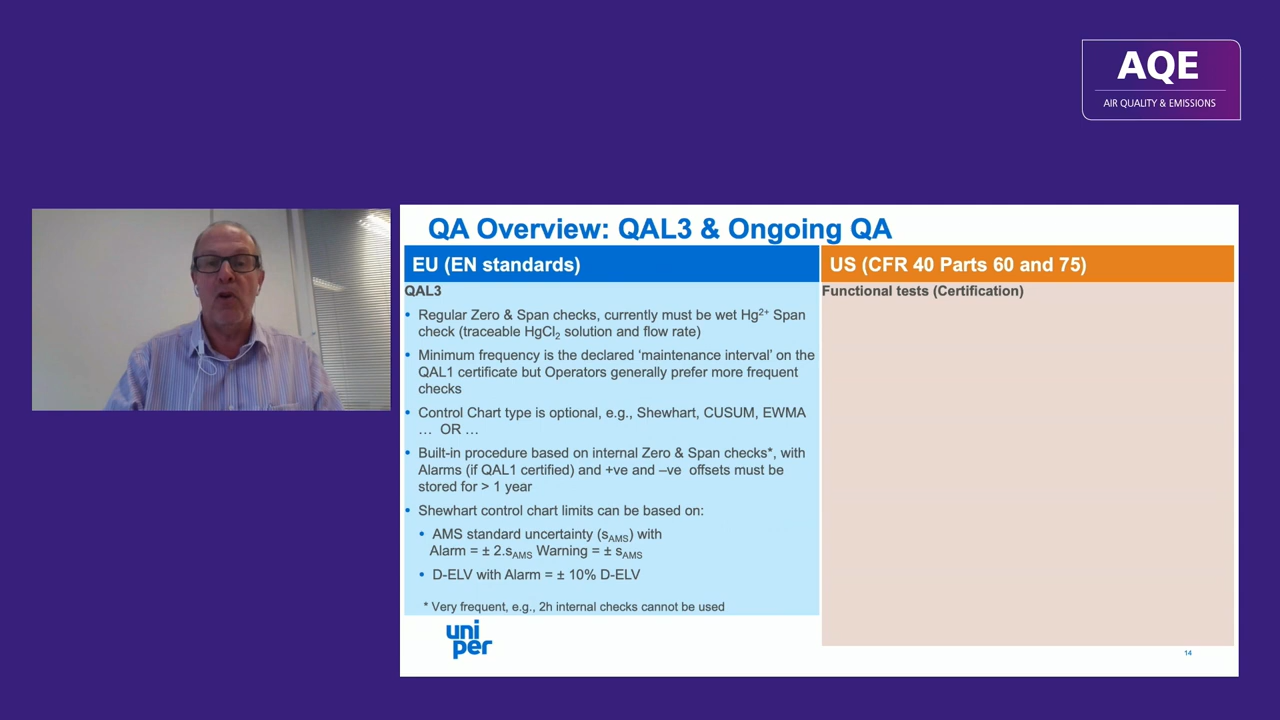 AQE
AIR QUALITY & EMISSIONS
QA Overview: QAL3 & Ongoing QA
EU (EN standards)
QAL3
• Regular Zero & Span checks, currently must be wet Hg²⁺ Span
check (traceable HgCl₂ solution and flow rate)
• Minimum frequency is the declared ‘maintenance interval’ on the
QAL1 certificate but Operators generally prefer more frequent
checks
• Control Chart type is optional, e.g., Shewhart, CUSUM, EWMA
… OR …
• Built-in procedure based on internal Zero & Span checks*, with
Alarms (if QAL1 certified) and +ve and –ve offsets must be
stored for > 1 year
• Shewhart control chart limits can be based on:
• AMS standard uncertainty (sAMS) with
Alarm = ± 2.sAMS Warning = ± sAMS
• D-ELV with Alarm = ± 10% D-ELV
* Very frequent, e.g., 2h internal checks cannot be used
US (CFR 40 Parts 60 and 75)
Functional tests (Certification)
uni
per
14